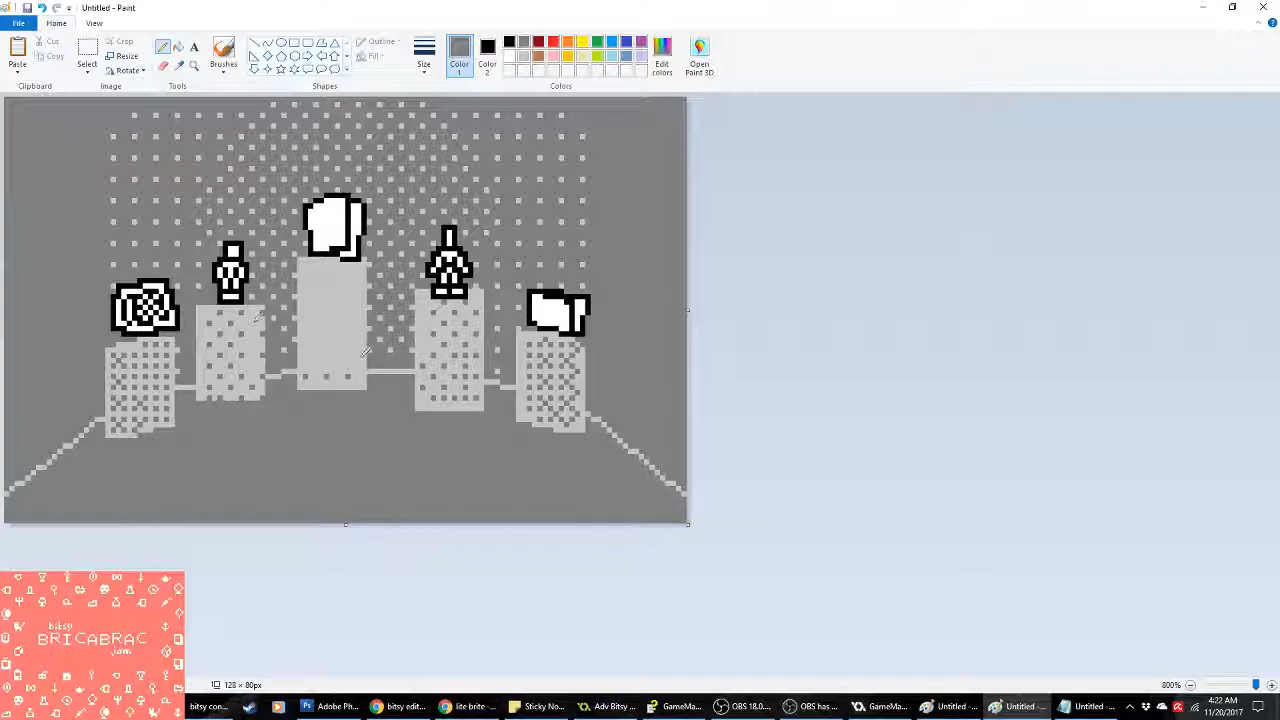 Untitled - Paint
File
Home
View
Paste
Cut
Copy
Clipboard
Select
Crop
Resize
Rotate
Image
Tools
Brushes
Shapes
Outline
Fill
Size
Color
1
Color
2
Edit
colors
Open
Paint 3D
Colors
bitsy
BRICABRAC
jam
128 × 80px
800%
bitsy con...
Adobe Ph...
bitsy edit...
lite brite -...
Sticky No...
Adv Bitsy ...
GameMa...
OBS 18.0...
OBS has...
GameMa...
Untitled -...
Untitled -...
Untitled -...
4:22 AM
11/20/2017